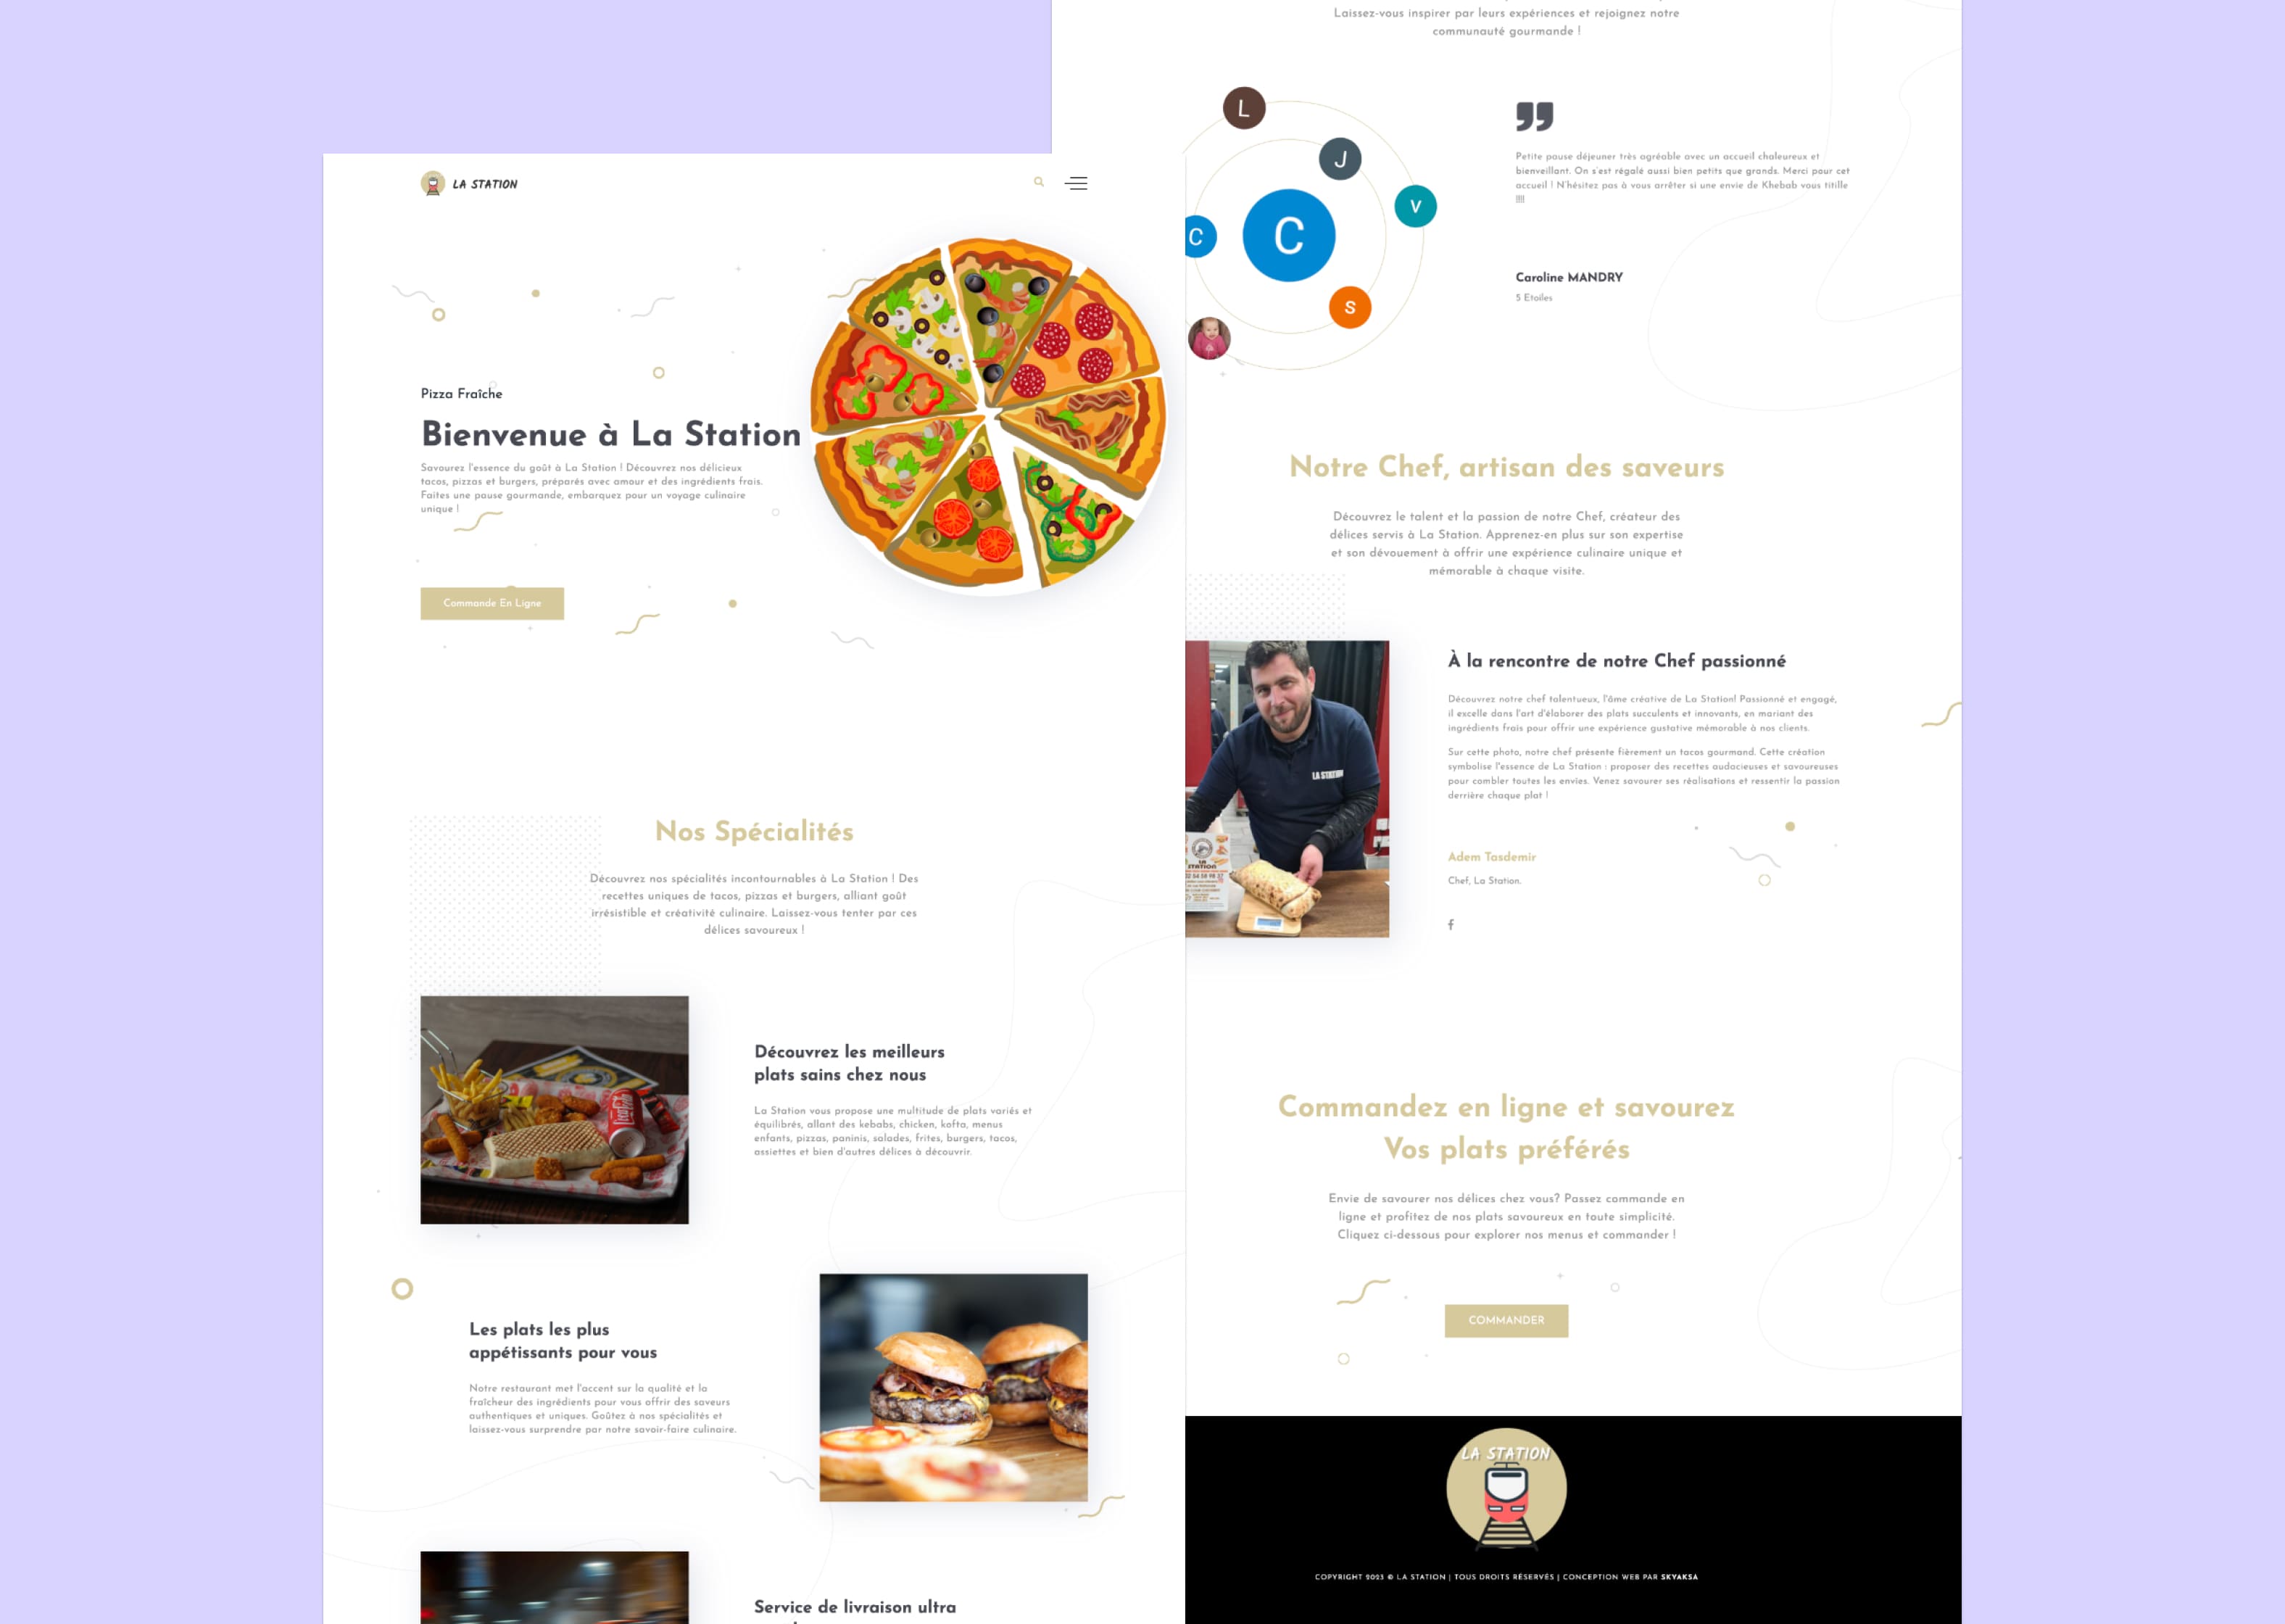 LA STATION
Pizza Fraîche
Bienvenue à La Station
Savourez l'essence du goût à La Station ! Découvrez nos délicieux
tacos, pizzas et burgers, préparés avec amour et des ingrédients frais.
Faites une pause gourmande, embarquez pour un voyage culinaire
unique !
Commande En Ligne
Nos Spécialités
Découvrez nos spécialités incontournables à La Station ! Des
recettes uniques de tacos, pizzas et burgers, alliant goût
irrésistible et créativité culinaire. Laissez-vous tenter par ces
délices savoureux !
Découvrez les meilleurs
plats sains chez nous
La Station vous propose une multitude de plats variés et
équilibrés, allant des kebabs, chicken, kofta, menus
enfants, pizzas, paninis, salades, frites, burgers, tacos,
assiettes et bien d'autres délices à découvrir.
Les plats les plus
appétissants pour vous
Notre restaurant met l'accent sur la qualité et la
fraîcheur des ingrédients pour vous offrir des saveurs
authentiques et uniques. Goûtez à nos spécialités et
laissez-vous surprendre par notre savoir-faire culinaire.
Service de livraison ultra
Laissez-vous inspirer par leurs expériences et rejoignez notre
communauté gourmande !
L
J
V
C
C
S
Petite pause déjeuner très agréable avec un accueil chaleureux et
bienveillant. On s'est régalé aussi bien petits que grands. Merci pour cet
accueil ! N'hésitez pas à vous arrêter si une envie de Khebab vous titille
!!!!
Caroline MANDRY
5 Etoiles
Notre Chef, artisan des saveurs
Découvrez le talent et la passion de notre Chef, créateur des
délices servis à La Station. Apprenez-en plus sur son expertise
et son dévouement à offrir une expérience culinaire unique et
mémorable à chaque visite.
LA STATION
LA
STATION
À la rencontre de notre Chef passionné
Découvrez notre chef talentueux, l'âme créative de La Station! Passionné et engagé,
il excelle dans l'art d'élaborer des plats succulents et innovants, en mariant des
ingrédients frais pour offrir une expérience gustative mémorable à nos clients.
Sur cette photo, notre chef présente fièrement un tacos gourmand. Cette création
symbolise l'essence de La Station : proposer des recettes audacieuses et savoureuses
pour combler toutes les envies. Venez savourer ses réalisations et ressentir la passion
derrière chaque plat !
Adem Tasdemir
Chef, La Station.
Commandez en ligne et savourez
Vos plats préférés
Envie de savourer nos délices chez vous? Passez commande en
ligne et profitez de nos plats savoureux en toute simplicité.
Cliquez ci-dessous pour explorer nos menus et commander !
COMMANDER
LA STATION
COPYRIGHT 2023 © LA STATION | TOUS DROITS RÉSERVÉS | CONCEPTION WEB PAR SKYAKSA